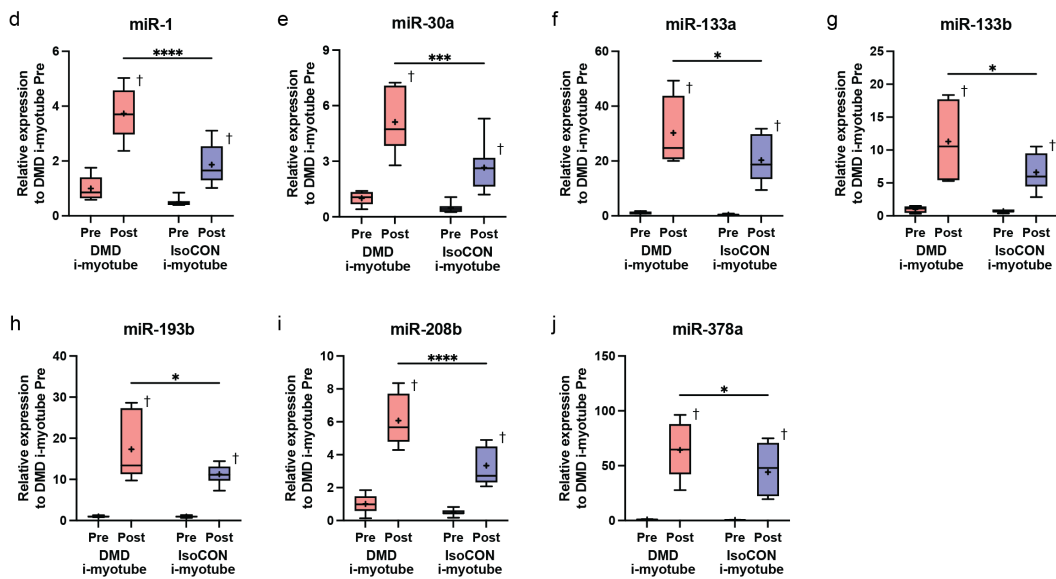 d
miR-1
Relative expression
to DMD i-myotube Pre
6
4
2
0
****
†
†
Pre Post Pre Post
DMD IsoCON
i-myotube i-myotube
e
miR-30a
Relative expression
to DMD i-myotube Pre
9
6
3
0
***
†
†
Pre Post Pre Post
DMD IsoCON
i-myotube i-myotube
f
miR-133a
Relative expression
to DMD i-myotube Pre
60
40
20
0
*
†
†
Pre Post Pre Post
DMD IsoCON
i-myotube i-myotube
g
miR-133b
Relative expression
to DMD i-myotube Pre
25
20
15
10
5
0
*
†
†
Pre Post Pre Post
DMD IsoCON
i-myotube i-myotube
h
miR-193b
Relative expression
to DMD i-myotube Pre
40
30
20
10
0
*
†
†
Pre Post Pre Post
DMD IsoCON
i-myotube i-myotube
i
miR-208b
Relative expression
to DMD i-myotube Pre
10
8
6
4
2
0
****
†
†
Pre Post Pre Post
DMD IsoCON
i-myotube i-myotube
j
miR-378a
Relative expression
to DMD i-myotube Pre
150
100
50
0
*
†
†
Pre Post Pre Post
DMD IsoCON
i-myotube i-myotube